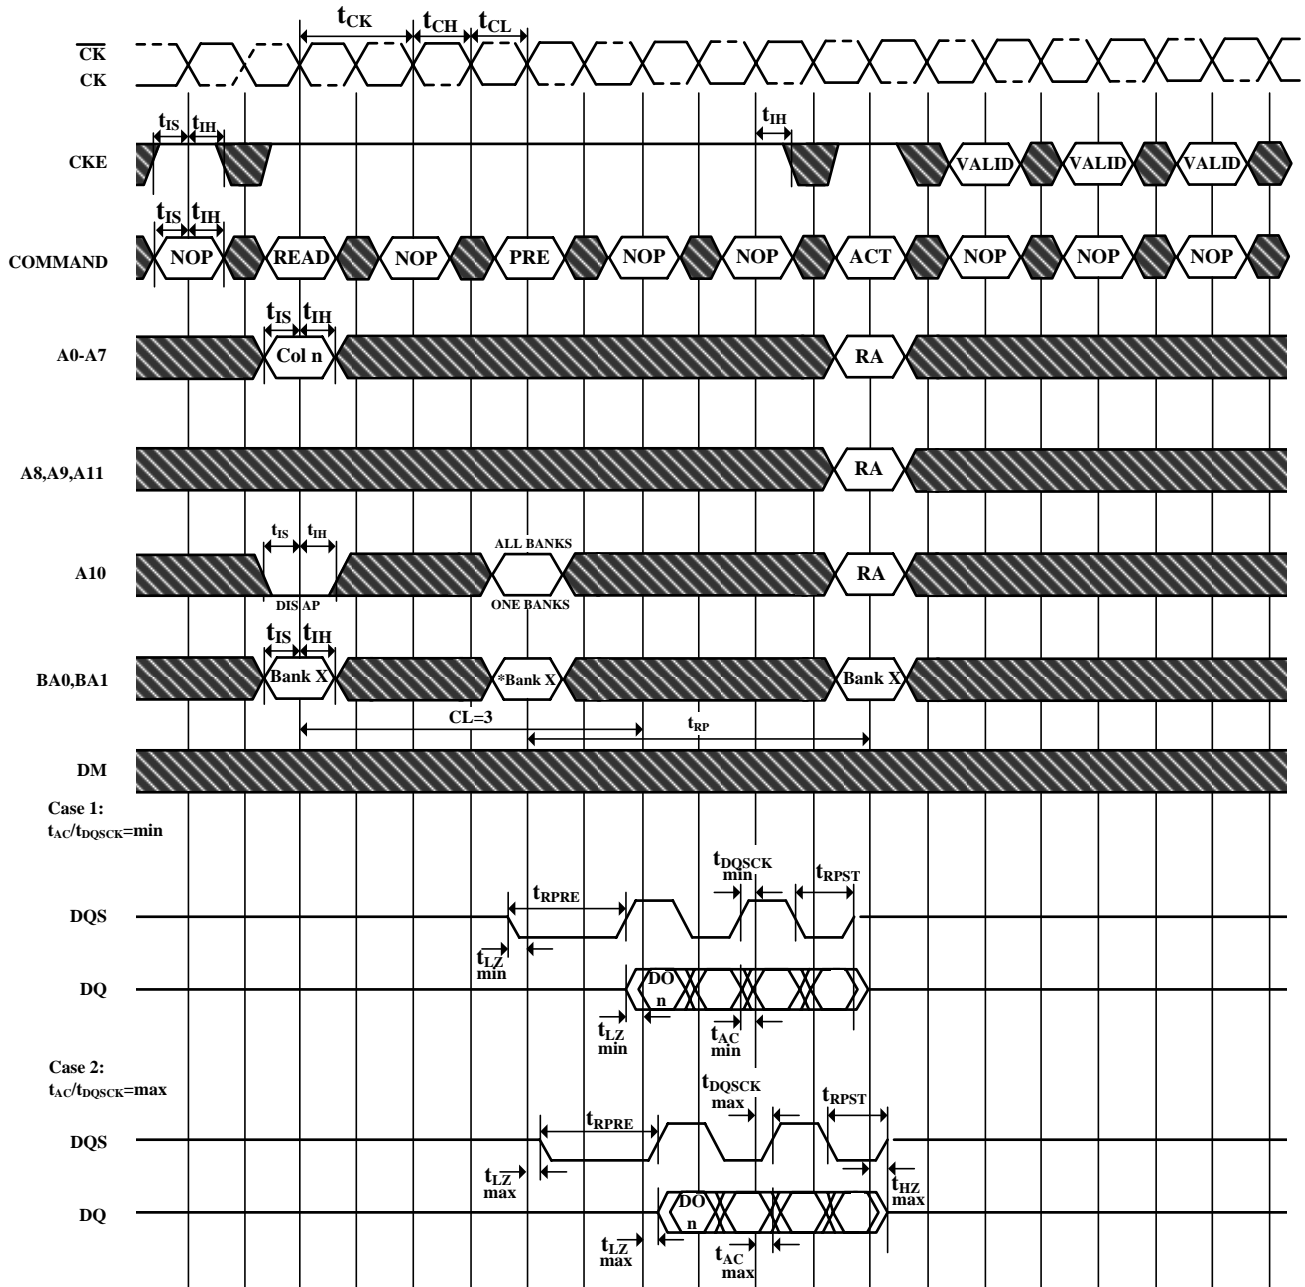 tCK tCH tCL
CK
CK
tIS tIH tIH
CKE VALID VALID VALID
tIS tIH
COMMAND NOP READ NOP PRE NOP NOP ACT NOP NOP NOP
tIS tIH
A0-A7 Col n RA
A8,A9,A11 RA
tIS tIH ALL BANKS
A10 RA
DIS AP ONE BANKS
tIS tIH
BA0,BA1 Bank X *Bank X Bank X
CL=3 tRP
DM
Case 1:
tAC/tDQSCK=min
tDQSCK
min
tRPST
tRPRE
DQS
tLZ
min
DQ DO
n
tLZ
min
tAC
min
Case 2:
tAC/tDQSCK=max
tDQSCK
max
tRPST
tRPRE
DQS
tLZ
max
tHZ
max
DQ DO
n
tLZ
max
tAC
max